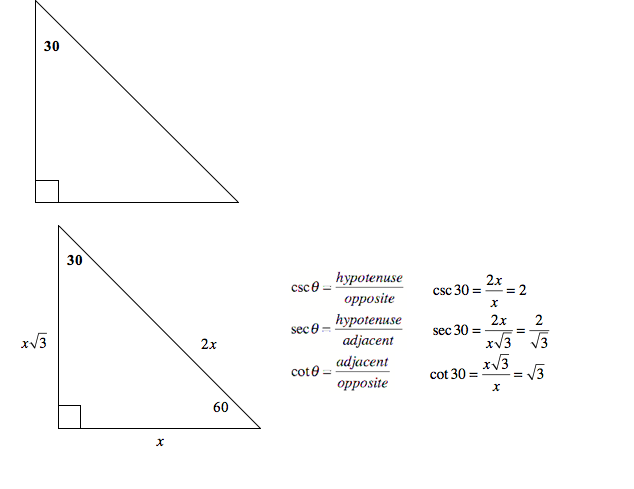 30
30
x√3
2x
60
x
cscθ = hypotenuse/opposite
csc 30 = 2x/x = 2
secθ = hypotenuse/adjacent
sec 30 = 2x/x√3 = 2/√3
cotθ = adjacent/opposite
cot 30 = x√3/x = √3